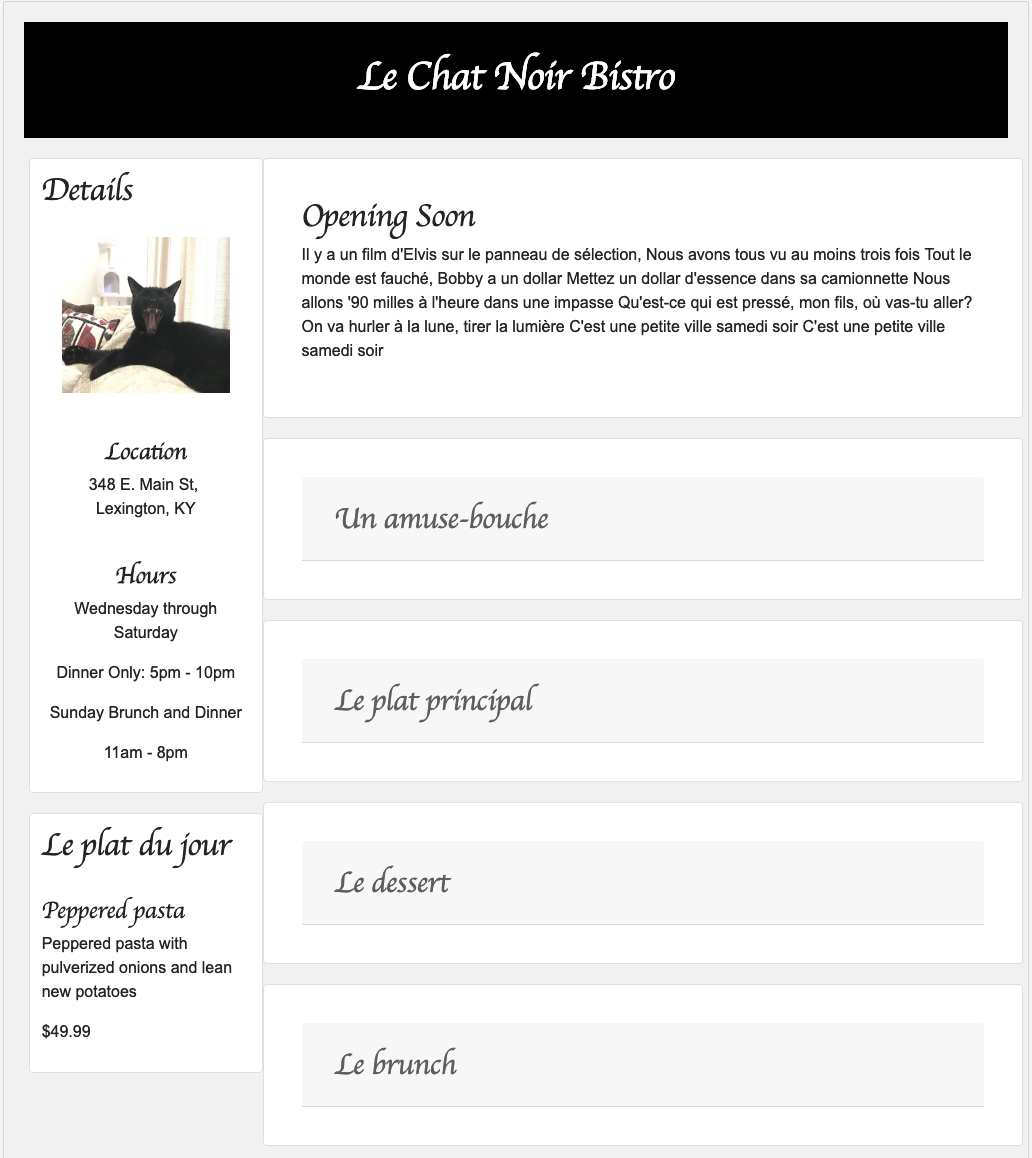 Le Chat Noir Bistro
Details
Location
348 E. Main St,
Lexington, KY
Hours
Wednesday through
Saturday
Dinner Only: 5pm - 10pm
Sunday Brunch and Dinner
11am - 8pm
Le plat du jour
Peppered pasta
Peppered pasta with
pulverized onions and lean
new potatoes
$49.99
Opening Soon
Il y a un film d'Elvis sur le panneau de sélection, Nous avons tous vu au moins trois fois Tout le
monde est fauché, Bobby a un dollar Mettez un dollar d'essence dans sa camionnette Nous
allons '90 milles à l'heure dans une impasse Qu'est-ce qui est pressé, mon fils, où vas-tu aller?
On va hurler à la lune, tirer la lumière C'est une petite ville samedi soir C'est une petite ville
samedi soir
Un amuse-bouche
Le plat principal
Le dessert
Le brunch